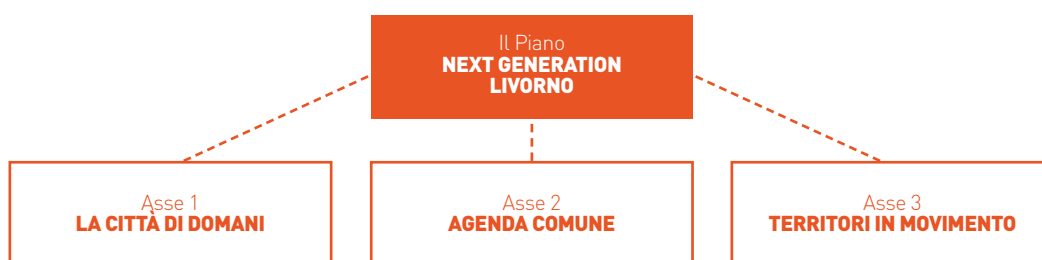 Il Piano
NEXT GENERATION
LIVORNO
Asse 1
LA CITTÀ DI DOMANI
Asse 2
AGENDA COMUNE
Asse 3
TERRITORI IN MOVIMENTO